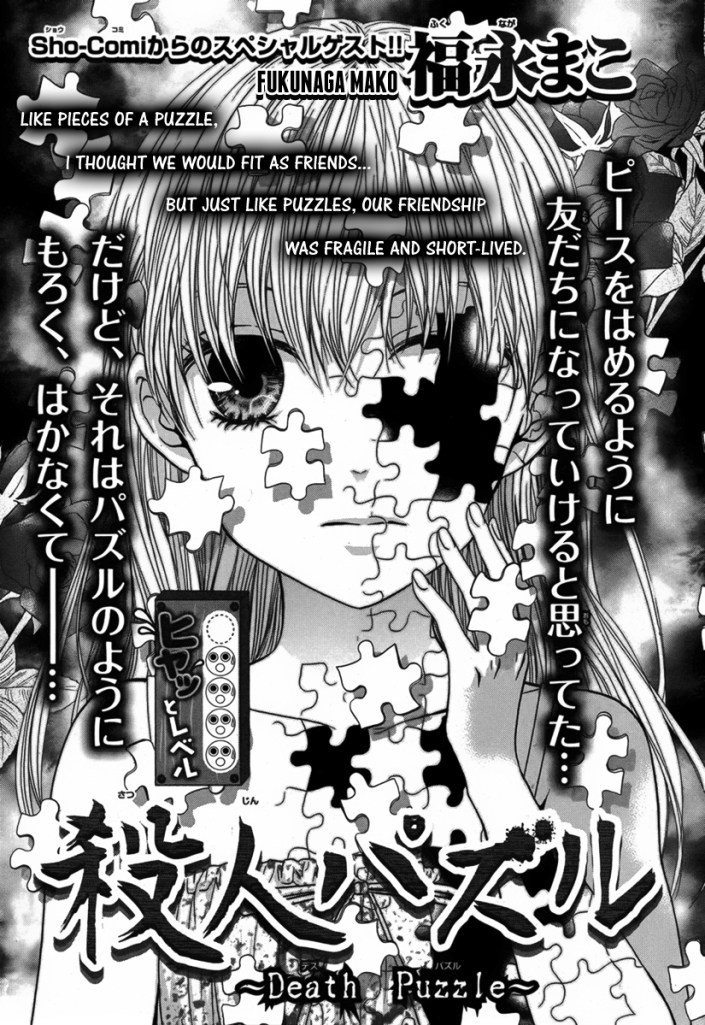 Sho-Comiからのスペシャルゲスト!!
ショウ コミ
福永まこ
ふく なが
FUKUNAGA MAKO
LIKE PIECES OF A PUZZLE,
I THOUGHT WE WOULD FIT AS FRIENDS...
BUT JUST LIKE PUZZLES, OUR FRIENDSHIP
WAS FRAGILE AND SHORT-LIVED.
ピースをはめるように
友だちになっていけると思ってた…
とも
おも
だけど、それはパズルのように
もろく、はかなくて――…
ヒヤッとレベル
殺人パズル
さつ じん
~Death Puzzle~
デス パズル